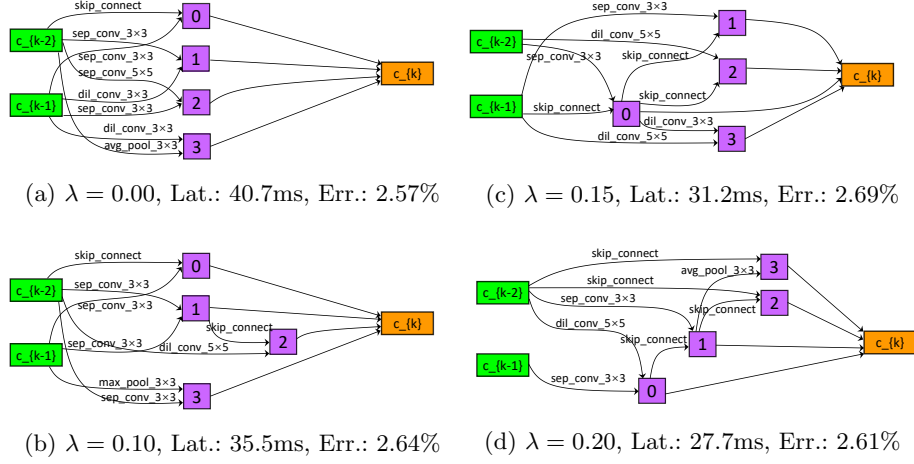 skip_connect
0
c_{k-2}
sep_conv_3×3
sep_conv_3×3
1
sep_conv_5×5
c_{k}
c_{k-1}
dil_conv_3×3
sep_conv_3×3
2
dil_conv_3×3
avg_pool_3×3
3
(a) λ = 0.00, Lat.: 40.7ms, Err.: 2.57%
sep_conv_3×3
1
c_{k-2}
dil_conv_5×5
sep_conv_3×3
skip_connect
2
c_{k}
skip_connect
c_{k-1}
skip_connect
0
dil_conv_3×3
dil_conv_5×5
3
(c) λ = 0.15, Lat.: 31.2ms, Err.: 2.69%
skip_connect
0
c_{k-2}
sep_conv_3×3
sep_conv_3×3
1
c_{k}
skip_connect
c_{k-1}
sep_conv_3×3
dil_conv_5×5
2
max_pool_3×3
sep_conv_3×3
3
(b) λ = 0.10, Lat.: 35.5ms, Err.: 2.64%
skip_connect
3
avg_pool_3×3
skip_connect
c_{k-2}
sep_conv_3×3
2
skip_connect
dil_conv_5×5
skip_connect
1
c_{k}
c_{k-1}
sep_conv_3×3
0
(d) λ = 0.20, Lat.: 27.7ms, Err.: 2.61%